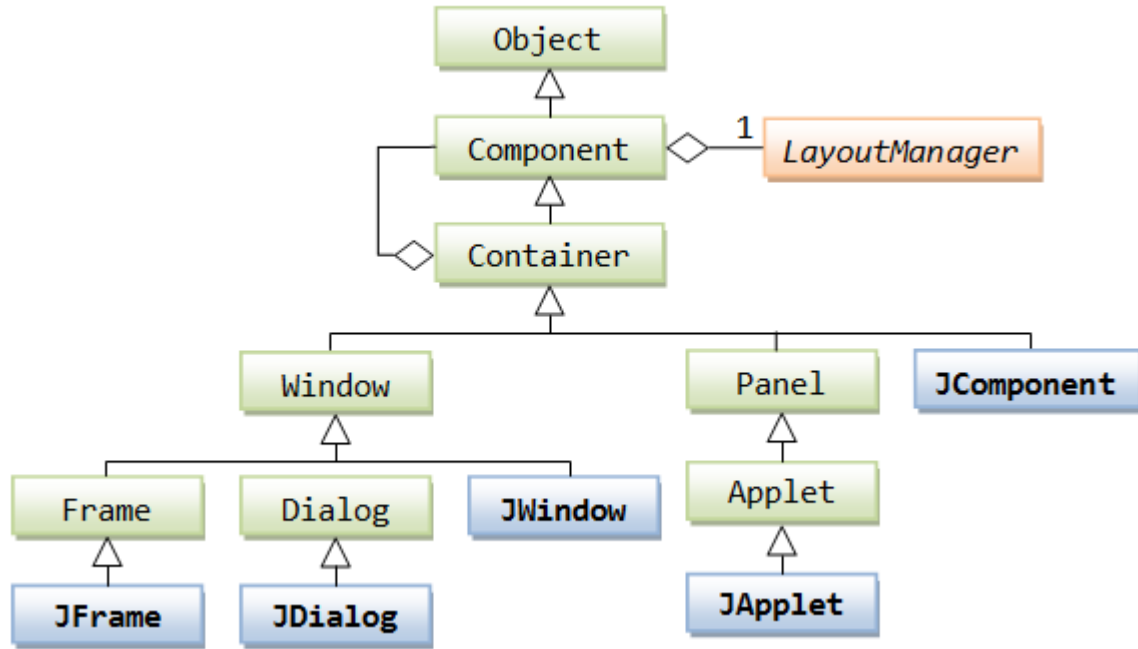 Object
Component
1
LayoutManager
Container
Window
Panel
JComponent
Frame
Dialog
JWindow
Applet
JFrame
JDialog
JApplet